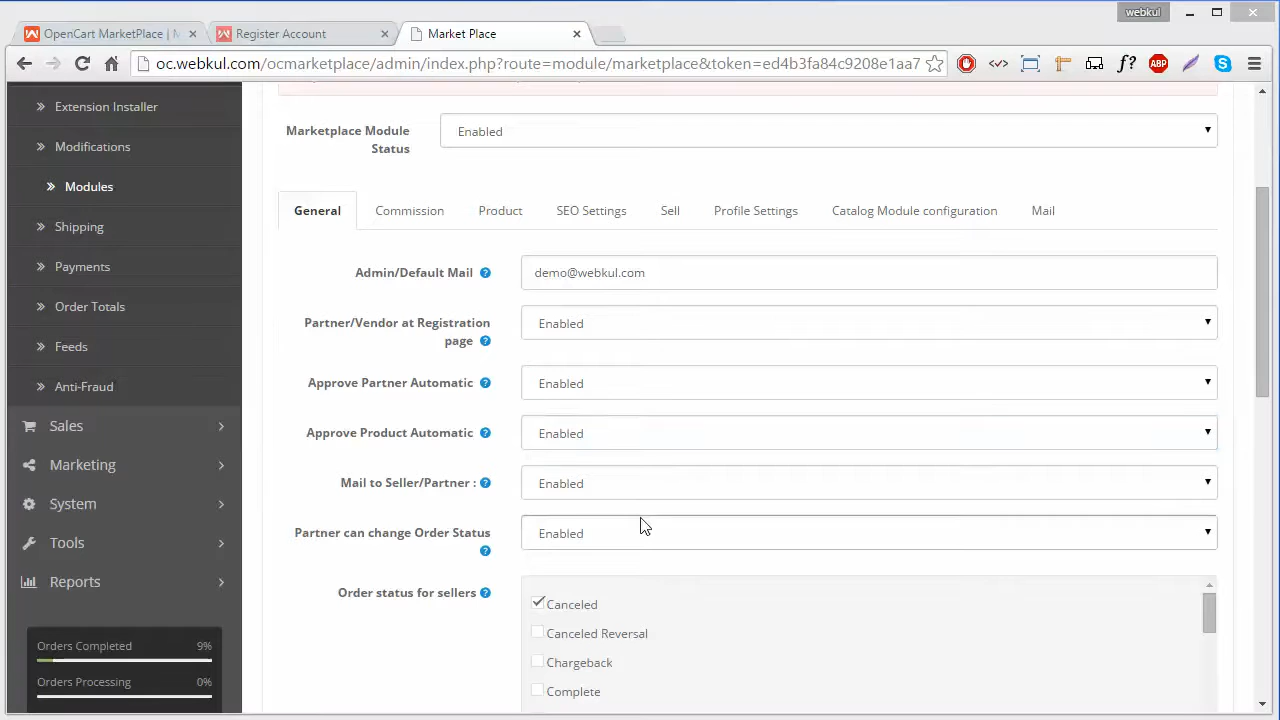 webkul
OpenCart MarketPlace | M
Register Account
Market Place
oc.webkul.com/ocmarketplace/admin/index.php?route=module/marketplace&token=ed4b3fa84c9208e1aa7
f?
ABP
Extension Installer
Modifications
Modules
Shipping
Payments
Order Totals
Feeds
Anti-Fraud
Sales
Marketing
System
Tools
Reports
Orders Completed 9%
Orders Processing 0%
Marketplace Module
Status
Enabled
General Commission Product SEO Settings Sell Profile Settings Catalog Module configuration Mail
Admin/Default Mail ?
demo@webkul.com
Partner/Vendor at Registration
page ?
Enabled
Approve Partner Automatic ?
Enabled
Approve Product Automatic ?
Enabled
Mail to Seller/Partner : ?
Enabled
Partner can change Order Status
?
Enabled
Order status for sellers ?
Canceled
Canceled Reversal
Chargeback
Complete